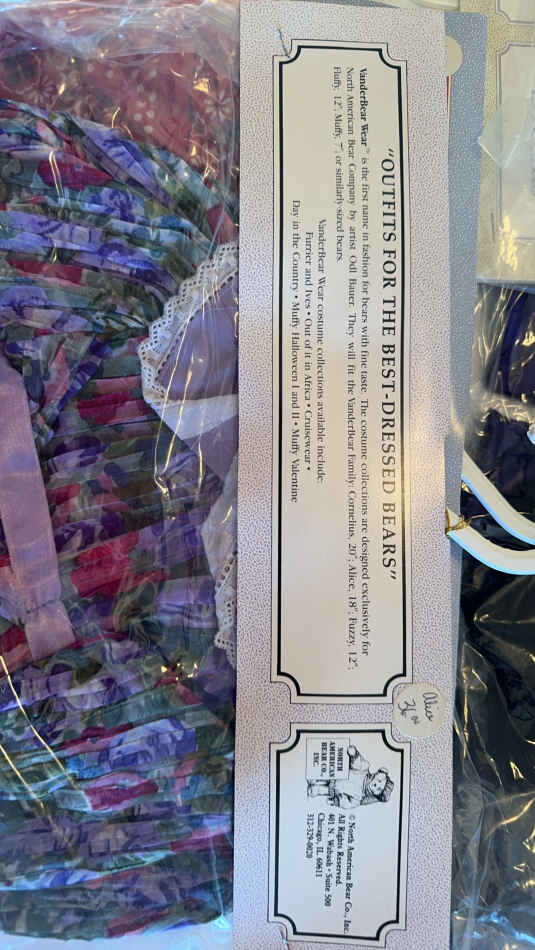 "OUTFITS FOR THE BEST-DRESSED BEARS"
VanderBear Wear™ is the first name in fashion for bears with fine taste. The costume collections are designed exclusively for
North American Bear Company by artist Odl Bauer. They will fit the VanderBear Family: Cornelius, 20"; Alice, 18"; Fuzzy, 12";
Fluffy, 12"; Muffy, 7"; or similarly-sized bears.
VanderBear Wear costume collections available include:
Furrier and Ives • Out of it in Africa • Cruisewear •
Day in the Country • Muffy Halloween I and II • Muffy Valentine
Alice
36
NORTH
AMERICAN
BEAR CO.,
INC.
© North American Bear Co., Inc.
All Rights Reserved.
401 N. Wabash • Suite 500
Chicago, IL 60611
312-329-0020